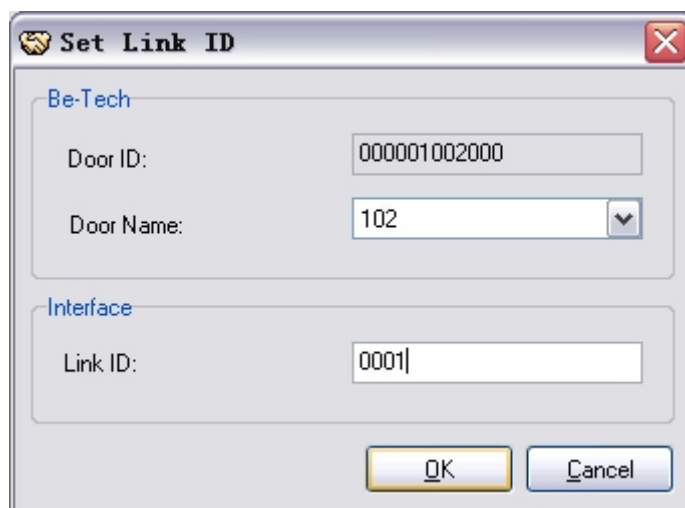 Set Link ID
Be-Tech
Door ID: 000001002000
Door Name: 102
Interface
Link ID: 0001
OK Cancel